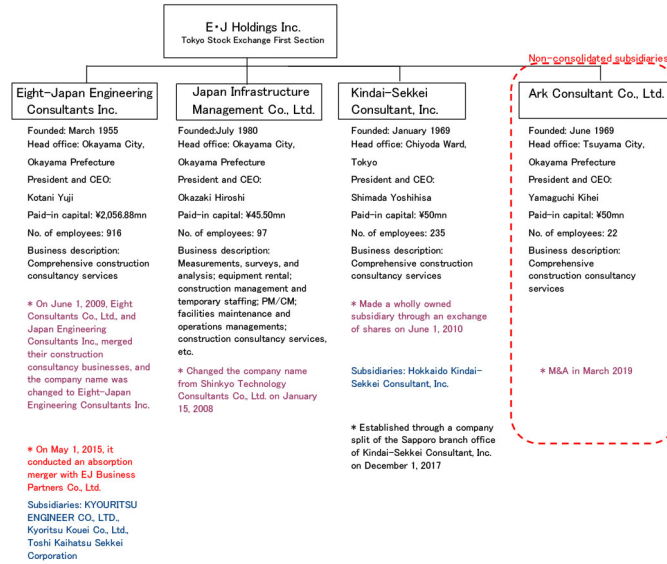 E・J Holdings Inc.
Tokyo Stock Exchange First Section
Non-consolidated subsidiaries
Eight-Japan Engineering
Consultants Inc.
Founded: March 1955
Head office: Okayama City,
Okayama Prefecture
President and CEO:
Kotani Yuji
Paid-in capital: ¥2,056.88mn
No. of employees: 916
Business description:
Comprehensive construction
consultancy services
* On June 1, 2009, Eight
Consultants Co., Ltd., and
Japan Engineering
Consultants Inc., merged
their construction
consultancy businesses, and
the company name was
changed to Eight-Japan
Engineering Consultants Inc.
* On May 1, 2015, it
conducted an absorption
merger with EJ Business
Partners Co., Ltd.
Subsidiaries: KYOURITSU
ENGINEER CO., LTD.,
Kyoritsu Kouei Co., Ltd.,
Toshi Kaihatsu Sekkei
Corporation
Japan Infrastructure
Management Co., Ltd.
Founded:July 1980
Head office: Okayama City,
Okayama Prefecture
President and CEO:
Okazaki Hiroshi
Paid-in capital: ¥45.50mn
No. of employees: 97
Business description:
Measurements, surveys, and
analysis; equipment rental;
construction management and
temporary staffing; PM/CM;
facilities maintenance and
operations managements;
construction consultancy services,
etc.
* Changed the company name
from Shinkyo Technology
Consultants Co., Ltd. on January
15, 2008
Kindai-Sekkei
Consultant, Inc.
Founded: January 1969
Head office: Chiyoda Ward,
Tokyo
President and CEO:
Shimada Yoshihisa
Paid-in capital: ¥50mn
No. of employees: 235
Business description:
Comprehensive construction
consultancy services
* Made a wholly owned
subsidiary through an exchange
of shares on June 1, 2010
Subsidiaries: Hokkaido Kindai-
Sekkei Consultant, Inc.
* Established through a company
split of the Sapporo branch office
of Kindai-Sekkei Consultant, Inc.
on December 1, 2017
Ark Consultant Co., Ltd.
Founded: June 1969
Head office: Tsuyama City,
Okayama Prefecture
President and CEO:
Yamaguchi Kihei
Paid-in capital: ¥50mn
No. of employees: 22
Business description:
Comprehensive
construction consultancy
services
* M&A in March 2019